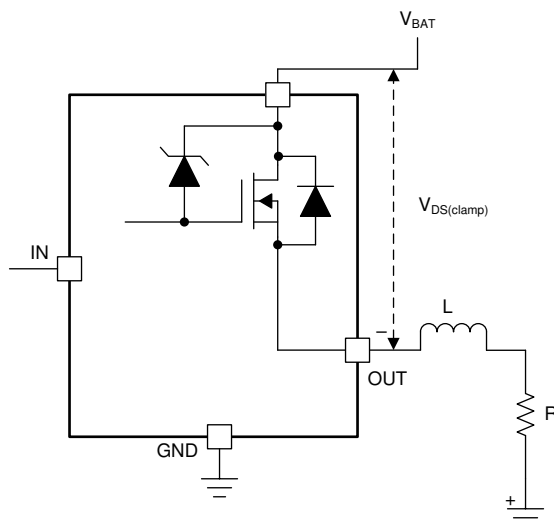 V_BAT
V_DS(clamp)
IN
L
−
OUT
R
GND
+